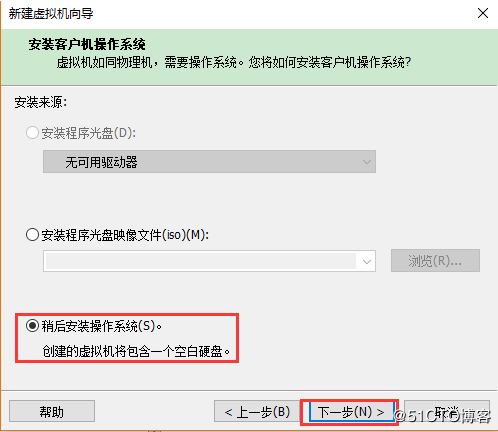 新建虚拟机向导
安装客户机操作系统
虚拟机如同物理机，需要操作系统。您将如何安装客户机操作系统?
安装来源:
安装程序光盘(D):
无可用驱动器
安装程序光盘映像文件(iso)(M):
浏览(R)...
稍后安装操作系统(S)。
创建的虚拟机将包含一个空白硬盘。
帮助 < 上一步(B) 下一步(N) > 取消
@51CTO博客